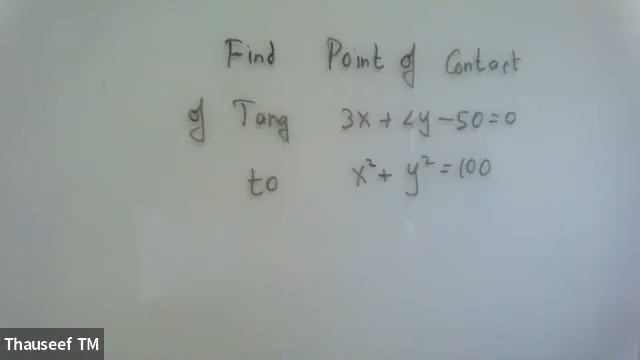 Find Point of Contact
of Tang 3x + 4y - 50 = 0
to x² + y² = 100
Thauseef TM